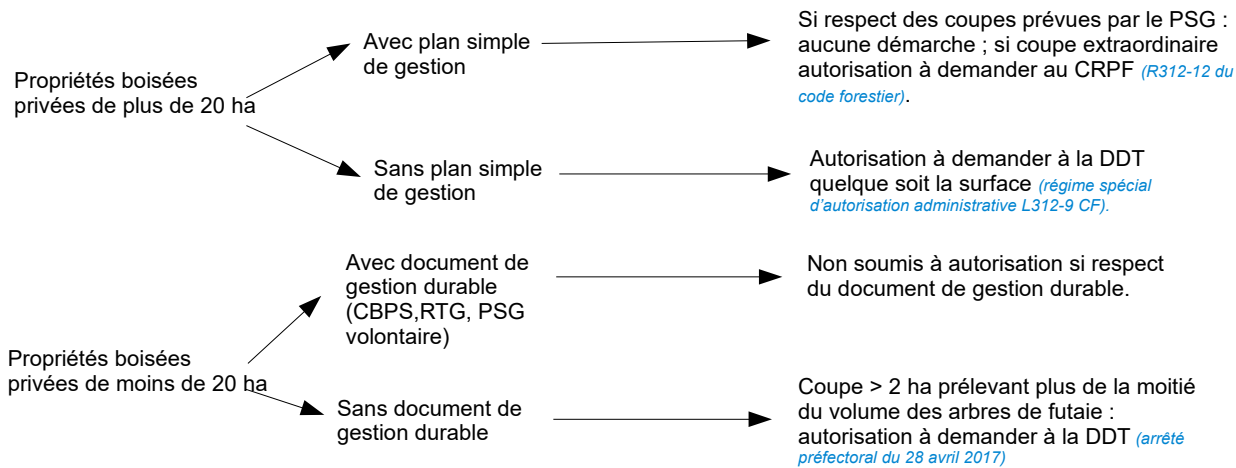 Propriétés boisées
privées de plus de 20 ha
Avec plan simple
de gestion
Si respect des coupes prévues par le PSG :
aucune démarche ; si coupe extraordinaire
autorisation à demander au CRPF (R312-12 du
code forestier).
Sans plan simple
de gestion
Autorisation à demander à la DDT
quelque soit la surface (régime spécial
d'autorisation administrative L312-9 CF).
Propriétés boisées
privées de moins de 20 ha
Avec document de
gestion durable
(CBPS,RTG, PSG
volontaire)
Non soumis à autorisation si respect
du document de gestion durable.
Sans document de
gestion durable
Coupe > 2 ha prélevant plus de la moitié
du volume des arbres de futaie :
autorisation à demander à la DDT (arrêté
préfectoral du 28 avril 2017)